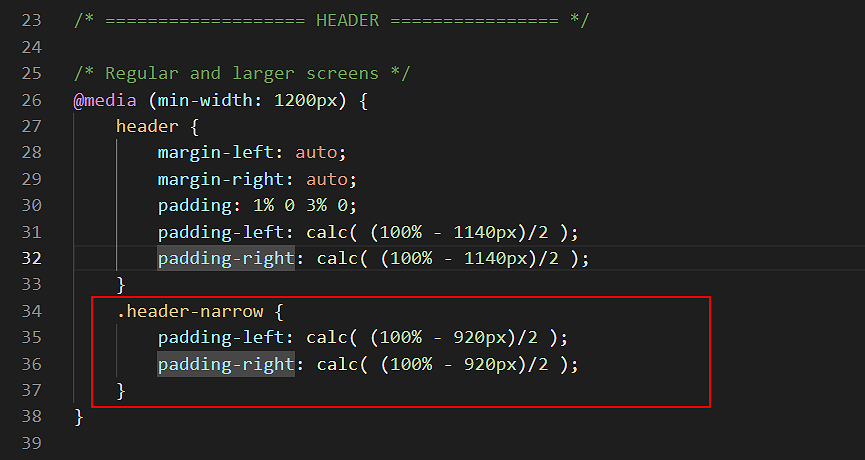 23 /* =================== HEADER ================ */
24
25 /* Regular and larger screens */
26 @media (min-width: 1200px) {
27 header {
28 margin-left: auto;
29 margin-right: auto;
30 padding: 1% 0 3% 0;
31 padding-left: calc( (100% - 1140px)/2 );
32 padding-right: calc( (100% - 1140px)/2 );
33 }
34 .header-narrow {
35 padding-left: calc( (100% - 920px)/2 );
36 padding-right: calc( (100% - 920px)/2 );
37 }
38 }
39